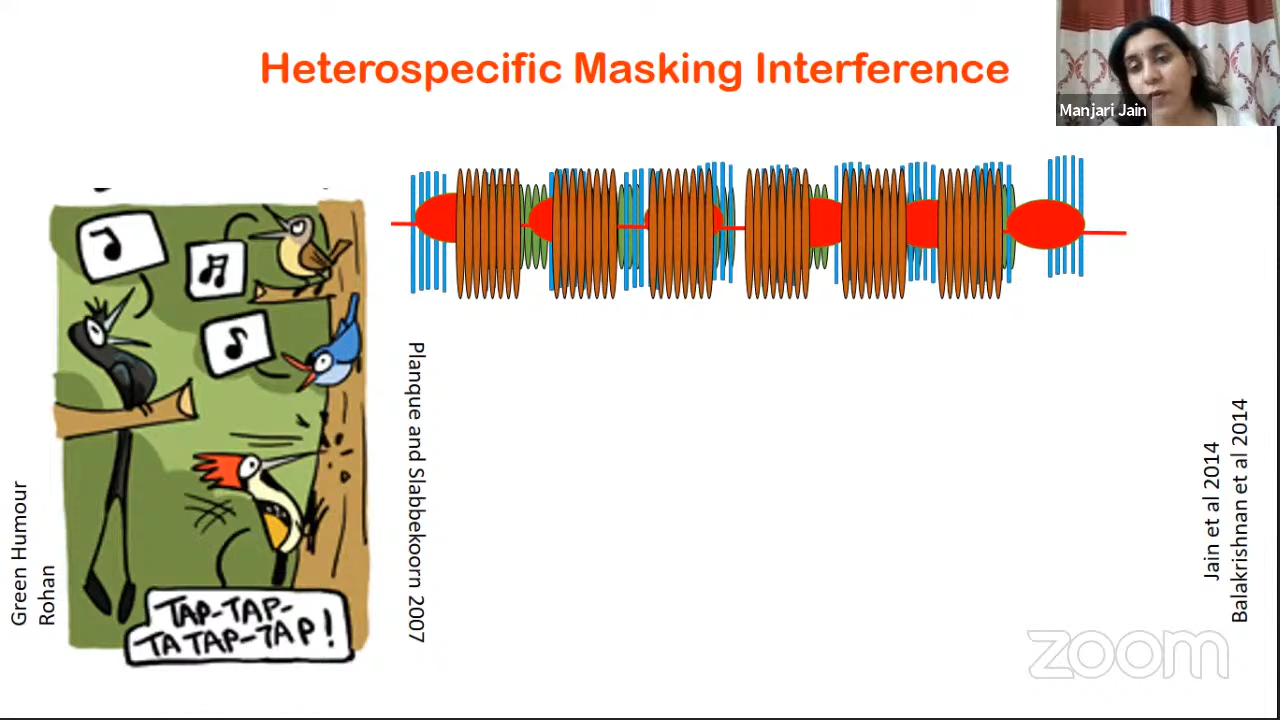 Heterospecific Masking Interference
Manjari Jain
Green Humour
Rohan
TAP-TAP-
TA TAP-TAP!
Planque and Slabbekoorn 2007
Jain et al 2014
Balakrishnan et al 2014
zoom